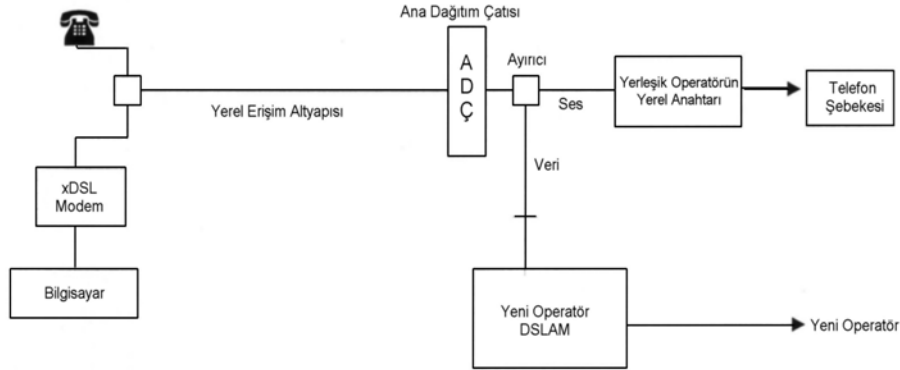 Ana Dağıtım Çatısı
A
D
Ç
Ayırıcı
Yerel Erişim Altyapısı
Ses
Yerleşik Operatörün
Yerel Anahtarı
Telefon
Şebekesi
Veri
xDSL
Modem
Bilgisayar
Yeni Operatör
DSLAM
Yeni Operatör